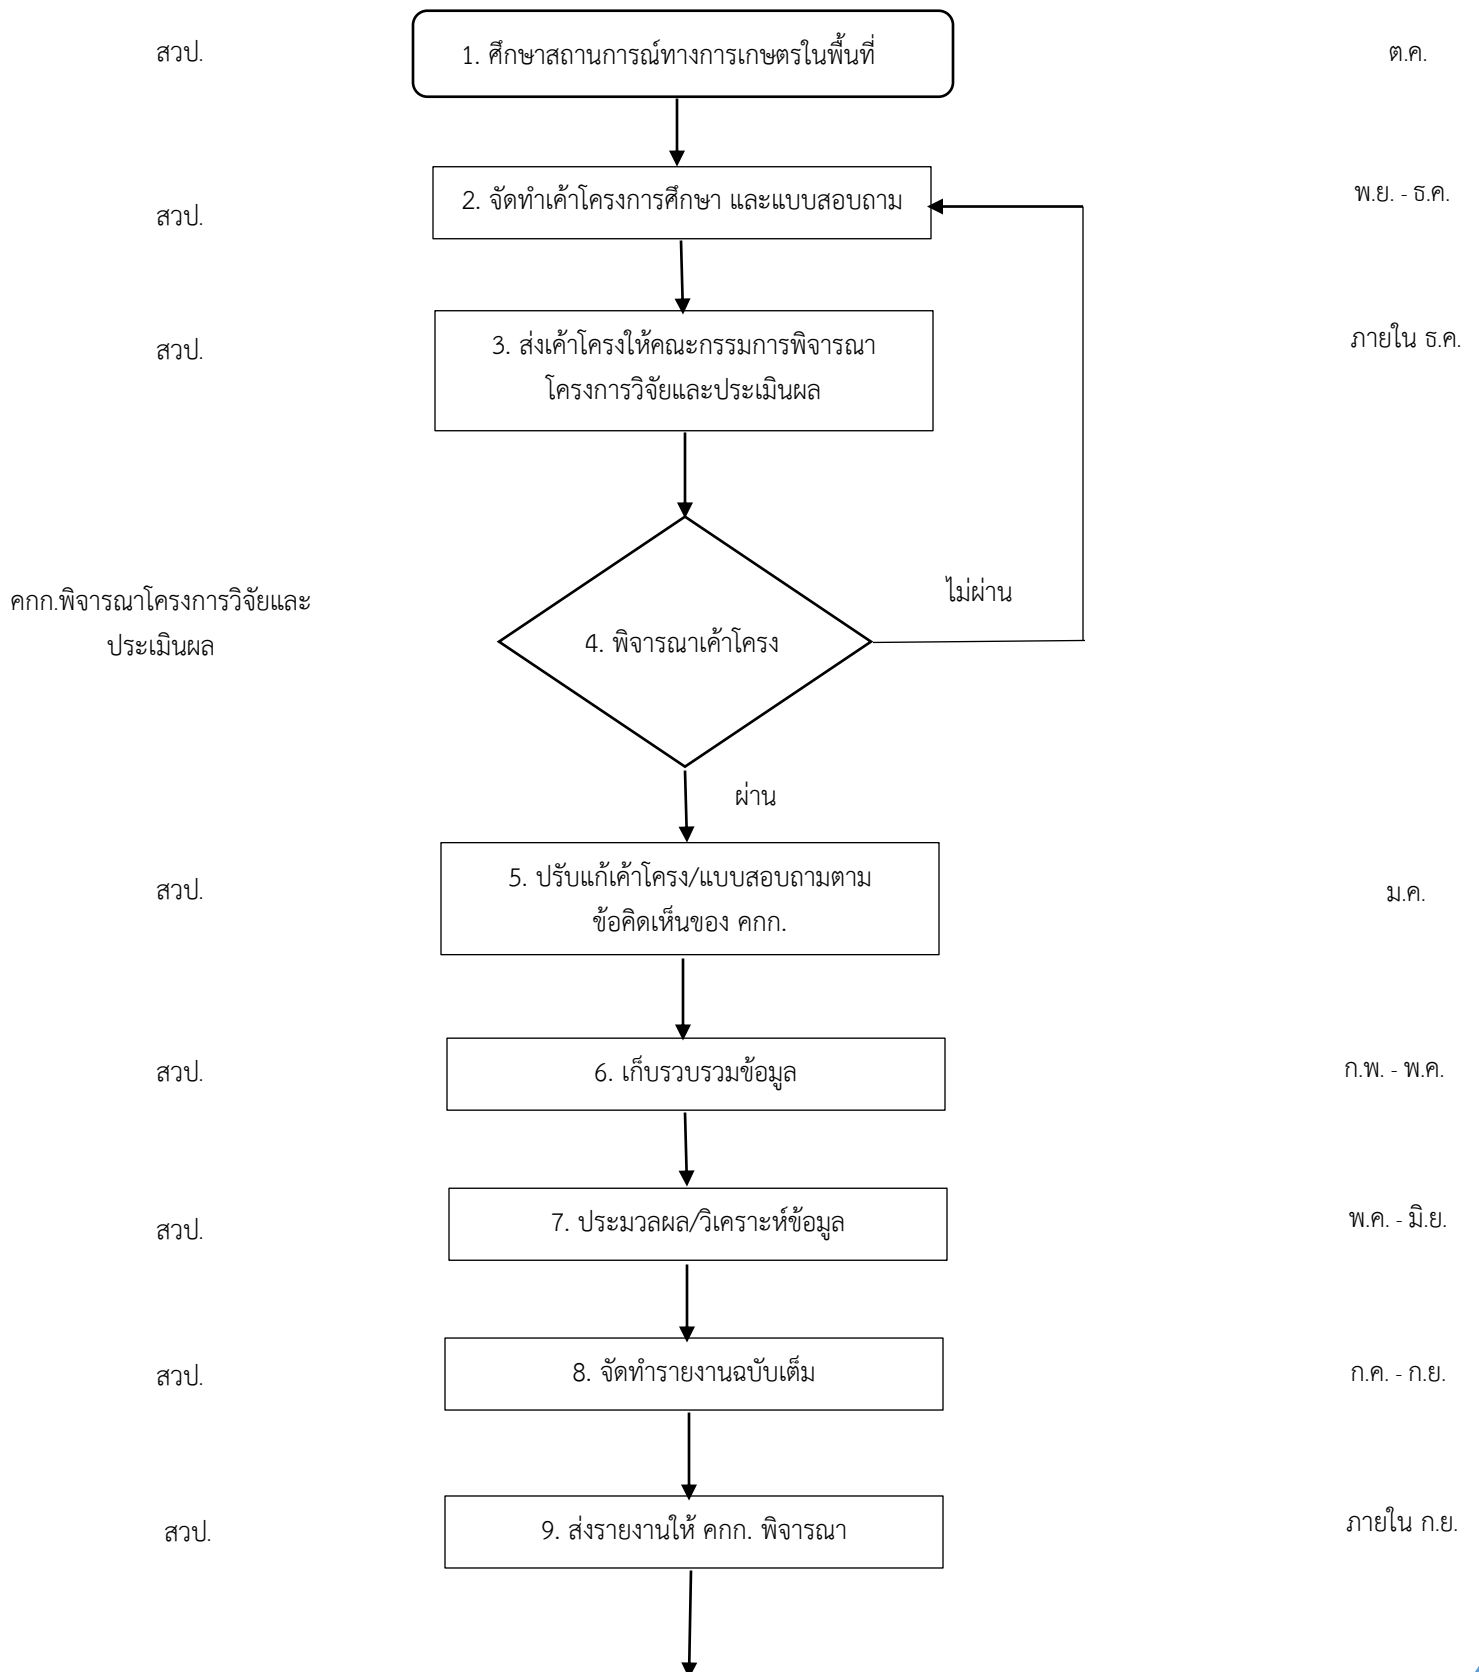 สวป.
1. ศึกษาสถานการณ์ทางการเกษตรในพื้นที่
ต.ค.
สวป.
2. จัดทำเค้าโครงการศึกษา และแบบสอบถาม
พ.ย. - ธ.ค.
สวป.
3. ส่งเค้าโครงให้คณะกรรมการพิจารณา
โครงการวิจัยและประเมินผล
ภายใน ธ.ค.
คกก.พิจารณาโครงการวิจัยและ
ประเมินผล
4. พิจารณาเค้าโครง
ไม่ผ่าน
ผ่าน
สวป.
5. ปรับแก้เค้าโครง/แบบสอบถามตาม
ข้อคิดเห็นของ คกก.
ม.ค.
สวป.
6. เก็บรวบรวมข้อมูล
ก.พ. - พ.ค.
สวป.
7. ประมวลผล/วิเคราะห์ข้อมูล
พ.ค. - มิ.ย.
สวป.
8. จัดทำรายงานฉบับเต็ม
ก.ค. - ก.ย.
สวป.
9. ส่งรายงานให้ คกก. พิจารณา
ภายใน ก.ย.